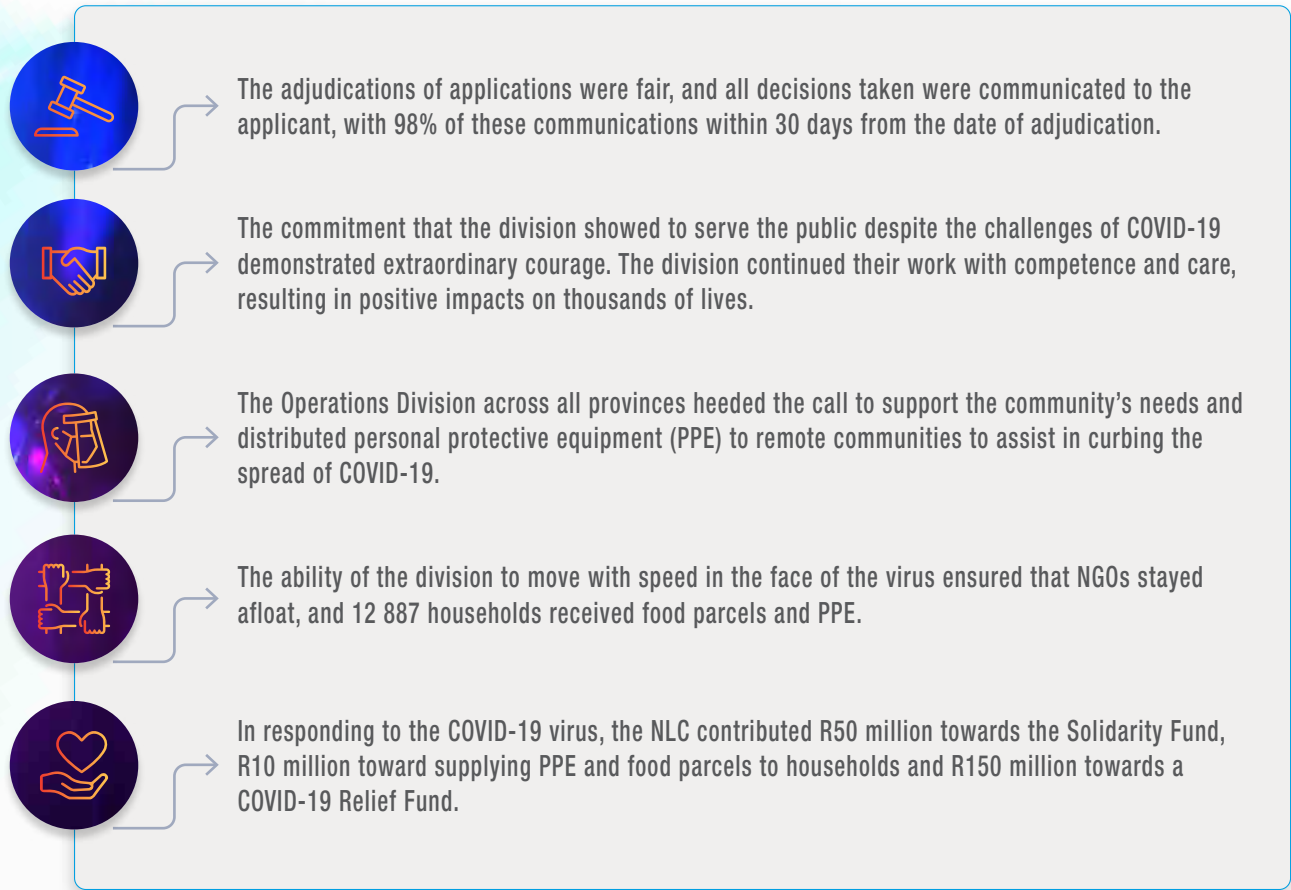 The adjudications of applications were fair, and all decisions taken were communicated to the
applicant, with 98% of these communications within 30 days from the date of adjudication.
The commitment that the division showed to serve the public despite the challenges of COVID-19
demonstrated extraordinary courage. The division continued their work with competence and care,
resulting in positive impacts on thousands of lives.
The Operations Division across all provinces heeded the call to support the community’s needs and
distributed personal protective equipment (PPE) to remote communities to assist in curbing the
spread of COVID-19.
The ability of the division to move with speed in the face of the virus ensured that NGOs stayed
afloat, and 12 887 households received food parcels and PPE.
In responding to the COVID-19 virus, the NLC contributed R50 million towards the Solidarity Fund,
R10 million toward supplying PPE and food parcels to households and R150 million towards a
COVID-19 Relief Fund.